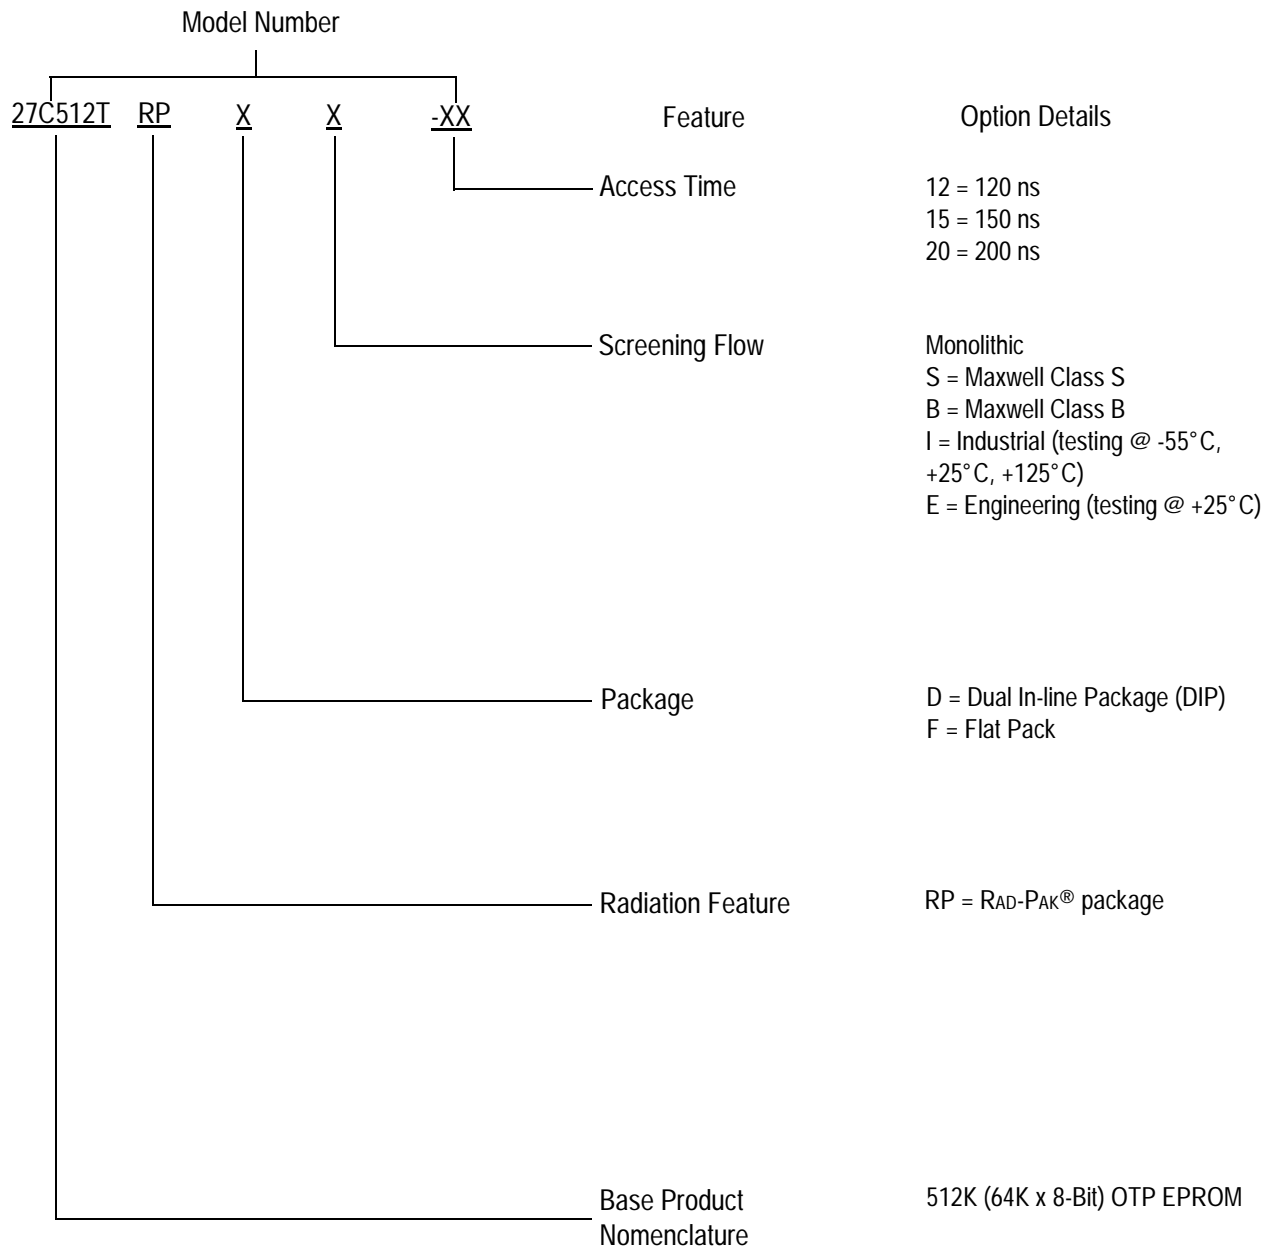 Model Number
27C512T RP X X -XX Feature Option Details
Access Time 12 = 120 ns
15 = 150 ns
20 = 200 ns
Screening Flow Monolithic
S = Maxwell Class S
B = Maxwell Class B
I = Industrial (testing @ -55°C,
+25°C, +125°C)
E = Engineering (testing @ +25°C)
Package D = Dual In-line Package (DIP)
F = Flat Pack
Radiation Feature RP = RAD-PAK® package
Base Product 512K (64K x 8-Bit) OTP EPROM
Nomenclature